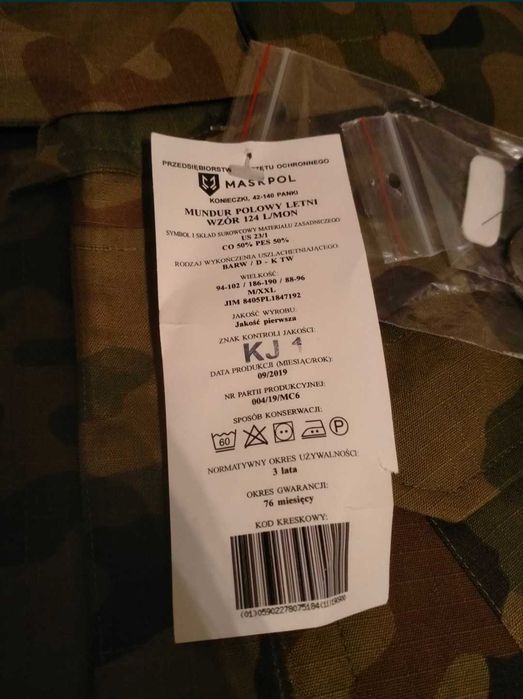 PRZEDSIĘBIORSTW ĘTU OCHRONNEGO
MASKPOL
KONIECZKI, 42-140 PANKI
MUNDUR POLOWY LETNI
WZÓR 124 L/MON
SYMBOL I SKŁAD SUROWCOWY MATERIAŁU ZASADNICZEGO
US 23/1
CO 50% PES 50%
RODZAJ WYKOŃCZENIA USZLACHETNIAJĄCEGO:
BARW / D - K TW
WIELKOŚĆ:
94-102 / 186-190 / 88-96
M/XXL
JIM 8405PL1847192
JAKOŚĆ WYROBU:
Jakość pierwsza
ZNAK KONTROLI JAKOŚCI:
KJ 1
DATA PRODUKCJI (MIESIĄC/ROK):
09/2019
NR PARTII PRODUKCYJNEJ:
004/19/MC6
SPOSÓB KONSERWACJI:
60 P
NORMATYWNY OKRES UŻYWALNOŚCI:
3 lata
OKRES GWARANCJI:
76 miesięcy
KOD KRESKOWY: